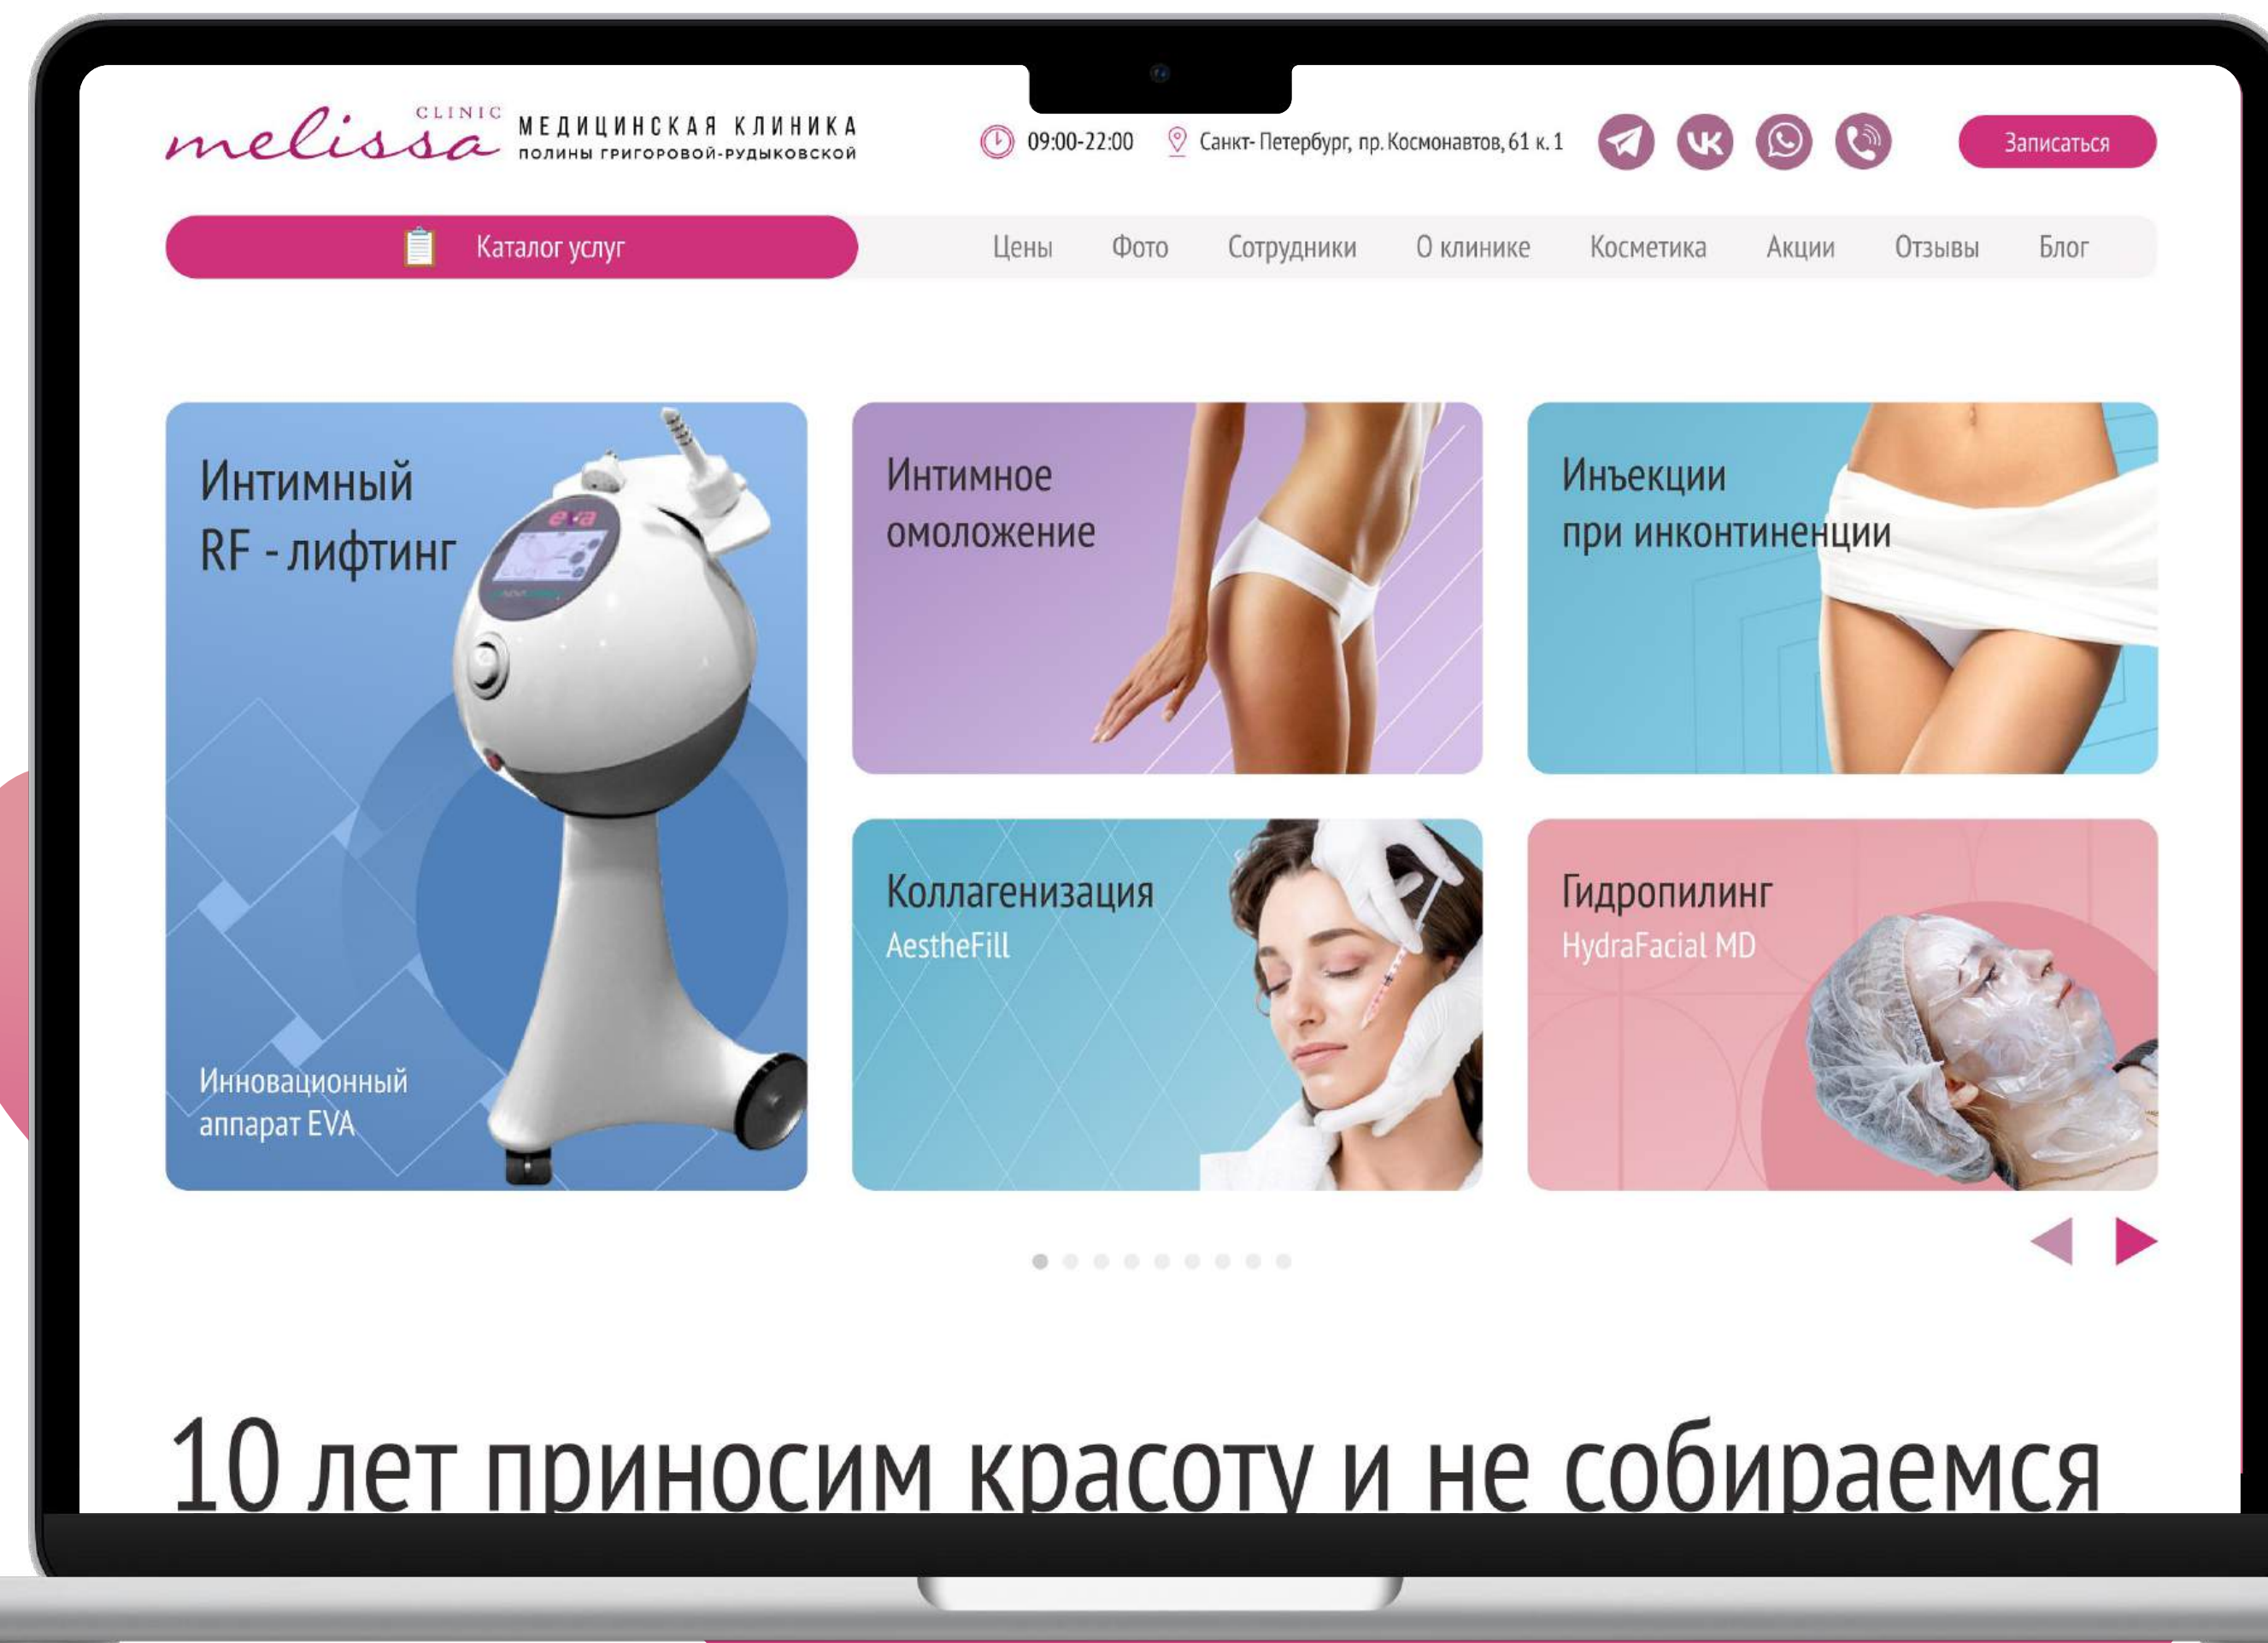 melissa CLINIC
МЕДИЦИНСКАЯ КЛИНИКА
ПОЛИНЫ ГРИГОРОВОЙ-РУДЫКОВСКОЙ
09:00-22:00
Санкт- Петербург, пр. Космонавтов, 61 к. 1
Записаться
Каталог услуг
Цены
Фото
Сотрудники
О клинике
Косметика
Акции
Отзывы
Блог
Интимный
RF - лифтинг
eva
Инновационный
аппарат EVA
Интимное
омоложение
Инъекции
при инконтиненции
Коллагенизация
AestheFill
Гидропилинг
HydraFacial MD
10 лет приносим красоту и не собираемся